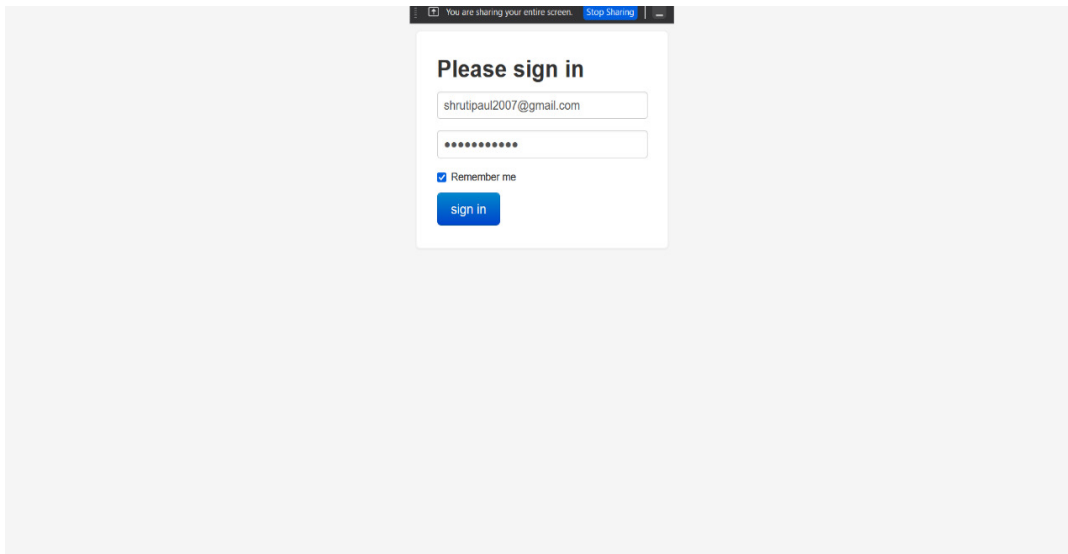 You are sharing your entire screen. Stop Sharing
Please sign in
shrutipaul2007@gmail.com
•••••••••••
Remember me
sign in